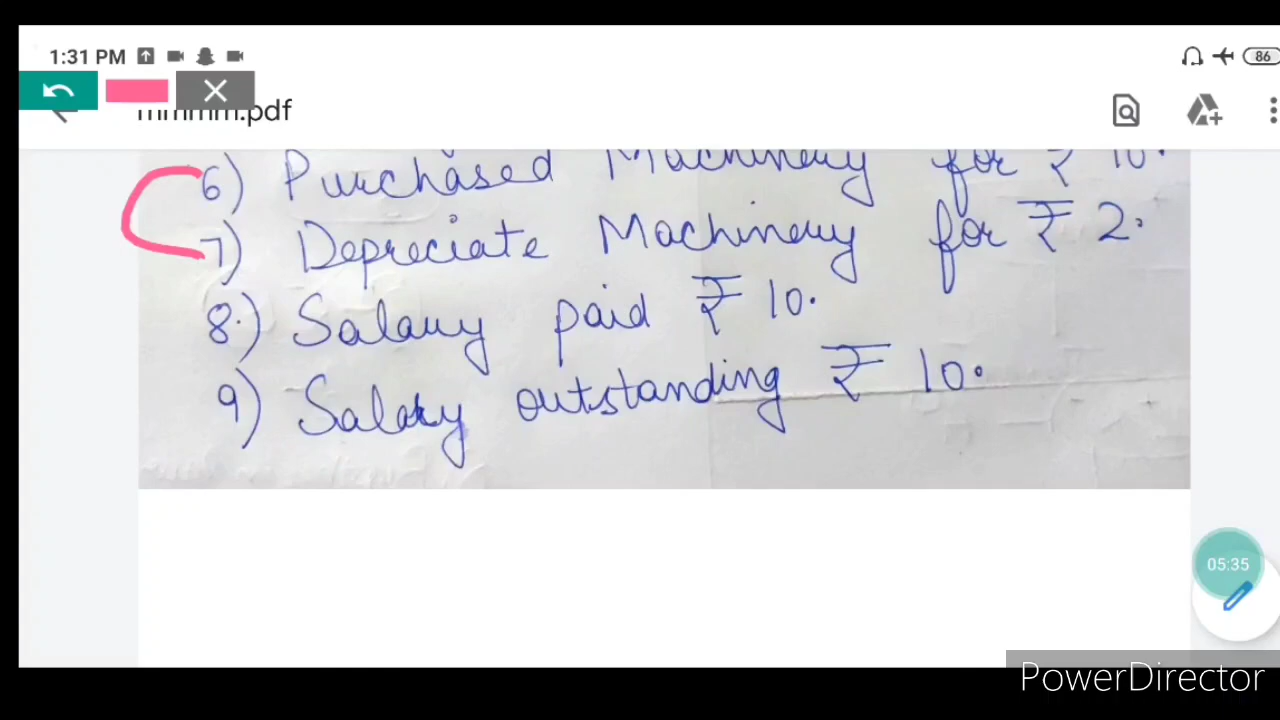 1:31 PM
86
mmmm.pdf
6) Purchased Machinery for ₹ 10.
7) Depreciate Machinery for ₹ 2.
8.) Salary paid ₹ 10.
9) Salary outstanding ₹ 10.
05:35
PowerDirector